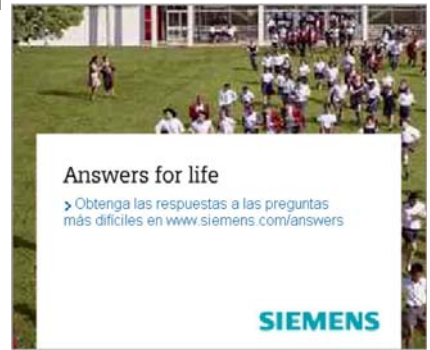 Answers for life
> Obtenga las respuestas a las preguntas
más difíciles en www.siemens.com/answers
SIEMENS